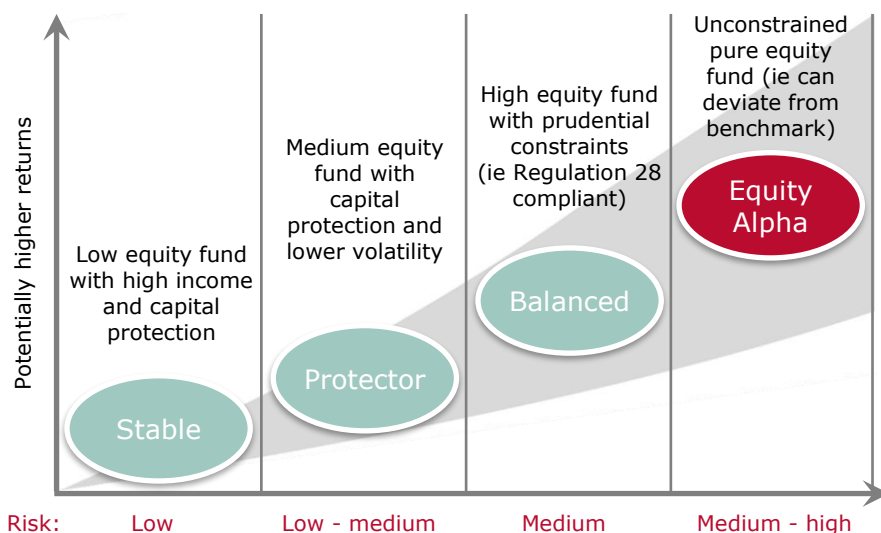 Potentially higher returns
Low equity fund
with high income
and capital
protection
Stable
Medium equity
fund with
capital
protection and
lower volatility
Protector
High equity fund
with prudential
constraints
(ie Regulation 28
compliant)
Balanced
Unconstrained
pure equity
fund (ie can
deviate from
benchmark)
Equity
Alpha
Risk:
Low
Low - medium
Medium
Medium - high